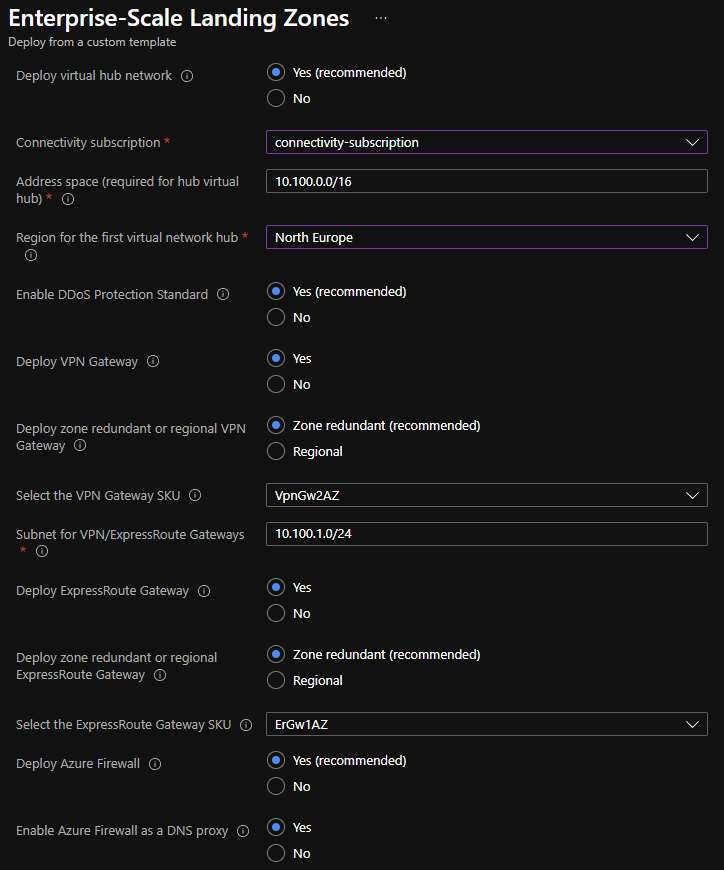 Enterprise-Scale Landing Zones ...
Deploy from a custom template
Deploy virtual hub network
Yes (recommended)
No
Connectivity subscription *
connectivity-subscription
Address space (required for hub virtual
hub) *
10.100.0.0/16
Region for the first virtual network hub *
North Europe
Enable DDoS Protection Standard
Yes (recommended)
No
Deploy VPN Gateway
Yes
No
Deploy zone redundant or regional VPN
Gateway
Zone redundant (recommended)
Regional
Select the VPN Gateway SKU
VpnGw2AZ
Subnet for VPN/ExpressRoute Gateways
*
10.100.1.0/24
Deploy ExpressRoute Gateway
Yes
No
Deploy zone redundant or regional
ExpressRoute Gateway
Zone redundant (recommended)
Regional
Select the ExpressRoute Gateway SKU
ErGw1AZ
Deploy Azure Firewall
Yes (recommended)
No
Enable Azure Firewall as a DNS proxy
Yes
No